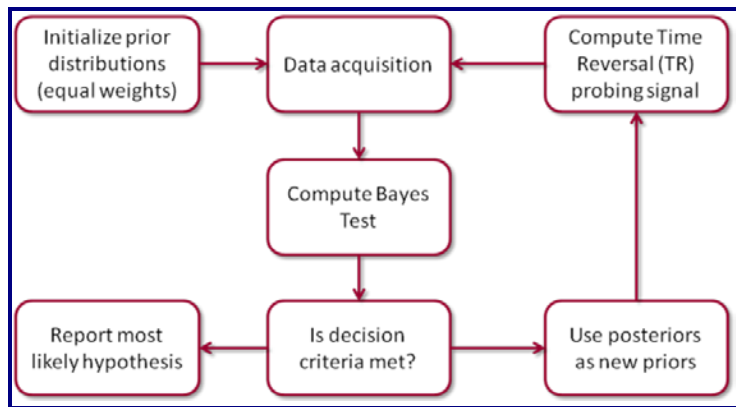 Initialize prior
distributions
(equal weights)
Data acquisition
Compute Time
Reversal (TR)
probing signal
Compute Bayes
Test
Report most
likely hypothesis
Is decision
criteria met?
Use posteriors
as new priors